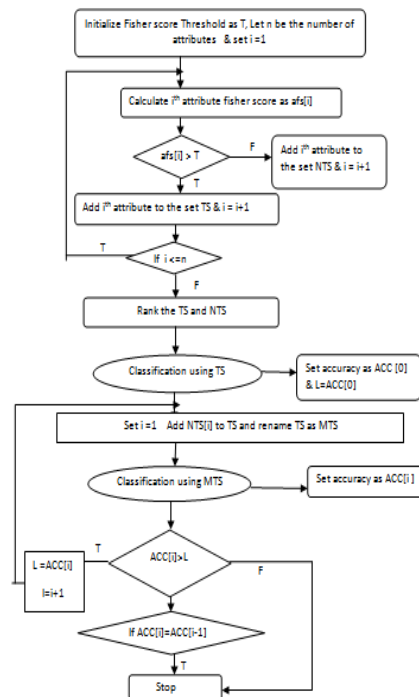 Initialize Fisher score Threshold as T, Let n be the number of
attributes & set i =1
Calculate iᵗʰ attribute fisher score as afs[i]
afs[i] > T
F
Add iᵗʰ attribute to
the set NTS & i = i+1
T
Add iᵗʰ attribute to the set TS & i = i+1
T
If i <=n
F
Rank the TS and NTS
Classification using TS
Set accuracy as ACC [0]
& L=ACC[0]
Set i =1 Add NTS[i] to TS and rename TS as MTS
Classification using MTS
Set accuracy as ACC[i]
ACC[i]>L
T
F
L =ACC[i]
I=i+1
If ACC[i]=ACC[i-1]
T
Stop